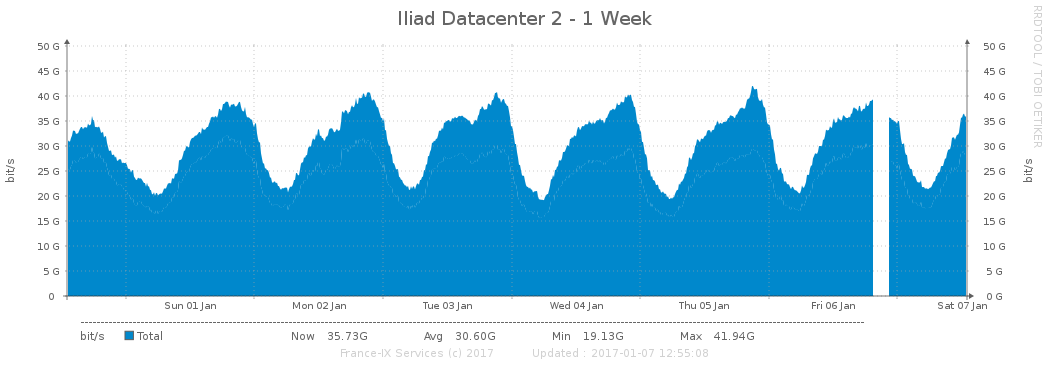 Iliad Datacenter 2 - 1 Week
RRDTOOL / TOBI OETIKER
50 G 50 G
45 G 45 G
40 G 40 G
35 G 35 G
30 G 30 G
25 G 25 G
20 G 20 G
15 G 15 G
10 G 10 G
5 G 5 G
0 0 G
bit/s bit/s
Sun 01 Jan Mon 02 Jan Tue 03 Jan Wed 04 Jan Thu 05 Jan Fri 06 Jan Sat 07 Jan
bit/s Total Now 35.73G Avg 30.60G Min 19.13G Max 41.94G
France-IX Services (c) 2017 Updated : 2017-01-07 12:55:08